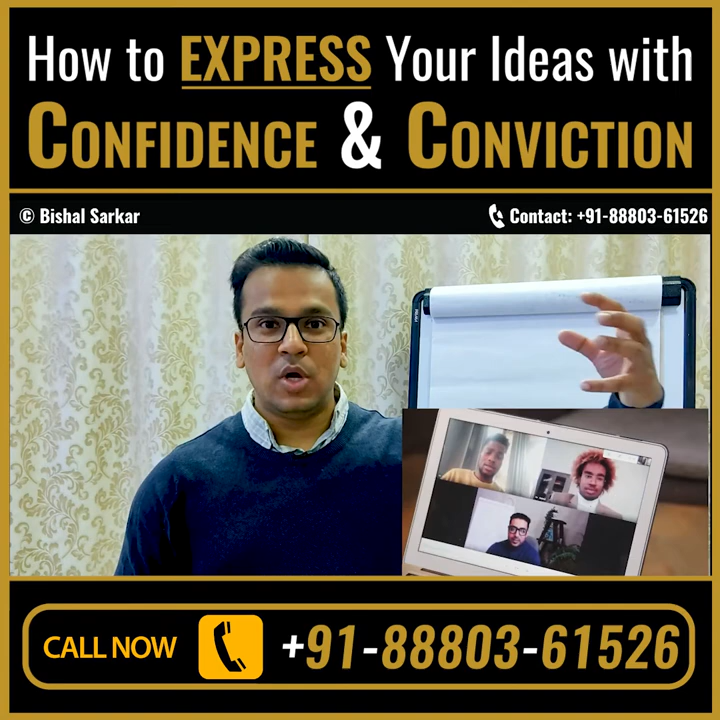 How to EXPRESS Your Ideas with
CONFIDENCE & CONVICTION
© Bishal Sarkar
Contact: +91-88803-61526
CALL NOW
+91-88803-61526